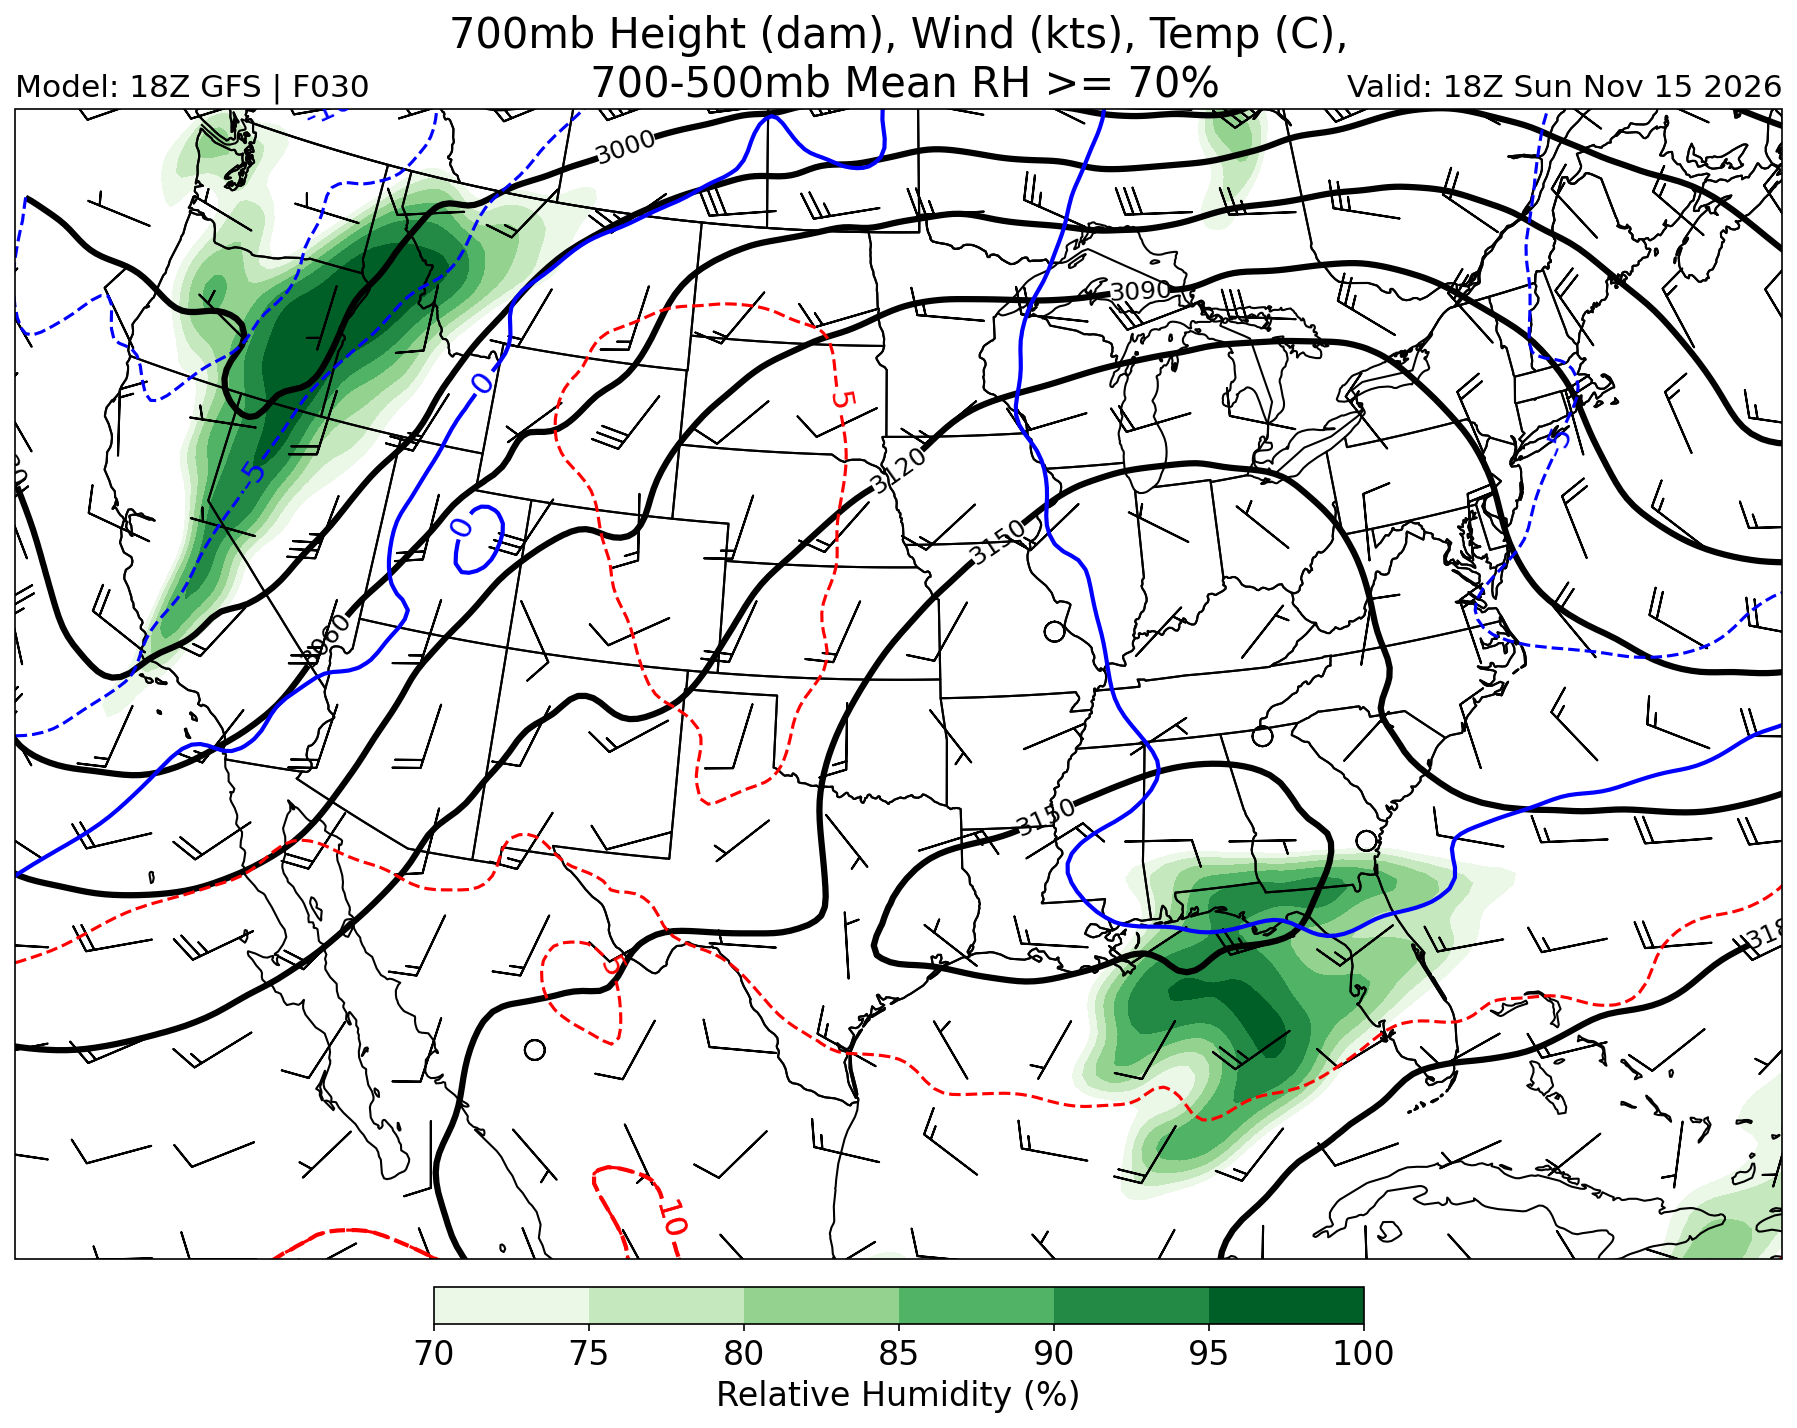 700mb Height (dam), Wind (kts), Temp (C),
Model: 18Z GFS | F030
700-500mb Mean RH >= 70%
Valid: 18Z Sun Nov 15 2026
3000
3090
0
5
3120
-5
0
3150
3060
3150
5
10
70 75 80 85 90 95 100
Relative Humidity (%)